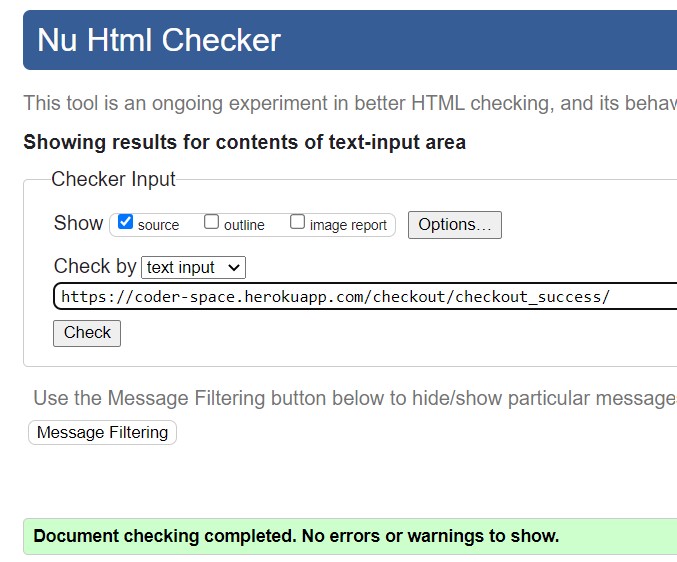 Nu Html Checker
This tool is an ongoing experiment in better HTML checking, and its behav
Showing results for contents of text-input area
Checker Input
Show source outline image report Options...
Check by text input
https://coder-space.herokuapp.com/checkout/checkout_success/
Check
Use the Message Filtering button below to hide/show particular message
Message Filtering
Document checking completed. No errors or warnings to show.